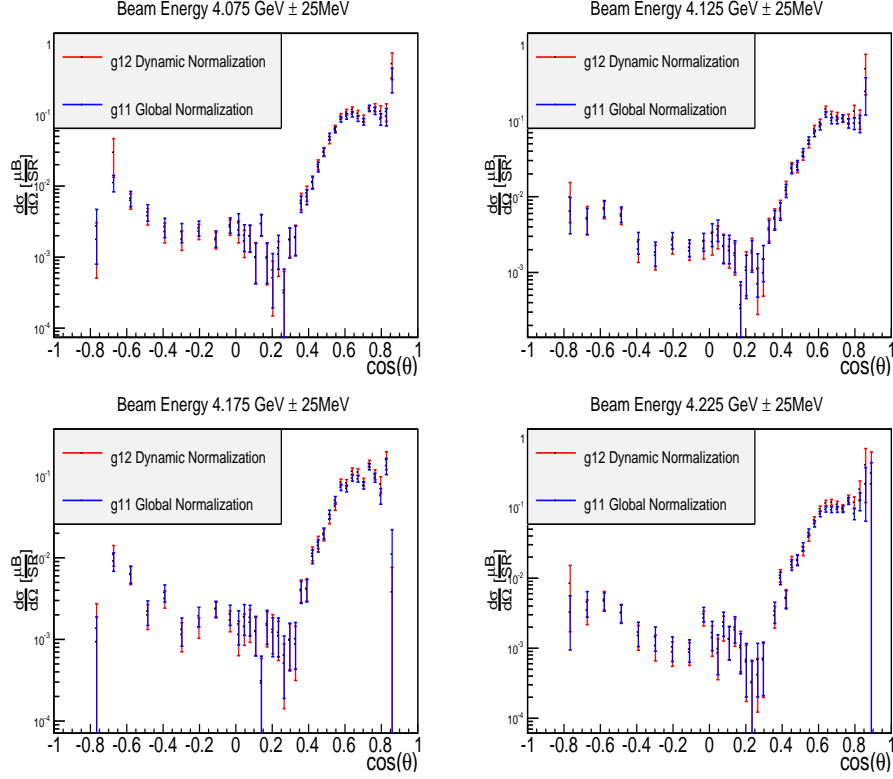 Beam Energy 4.075 GeV ± 25MeV
g12 Dynamic Normalization
g11 Global Normalization
dσ/dΩ [μB/SR]
1
10⁻¹
10⁻²
10⁻³
10⁻⁴
-1 -0.8 -0.6 -0.4 -0.2 0 0.2 0.4 0.6 0.8 1
cos(θ)
Beam Energy 4.125 GeV ± 25MeV
g12 Dynamic Normalization
g11 Global Normalization
dσ/dΩ [μB/SR]
1
10⁻¹
10⁻²
10⁻³
-1 -0.8 -0.6 -0.4 -0.2 0 0.2 0.4 0.6 0.8 1
cos(θ)
Beam Energy 4.175 GeV ± 25MeV
g12 Dynamic Normalization
g11 Global Normalization
dσ/dΩ [μB/SR]
10⁻¹
10⁻²
10⁻³
10⁻⁴
-1 -0.8 -0.6 -0.4 -0.2 0 0.2 0.4 0.6 0.8 1
cos(θ)
Beam Energy 4.225 GeV ± 25MeV
g12 Dynamic Normalization
g11 Global Normalization
dσ/dΩ [μB/SR]
1
10⁻¹
10⁻²
10⁻³
10⁻⁴
-1 -0.8 -0.6 -0.4 -0.2 0 0.2 0.4 0.6 0.8 1
cos(θ)